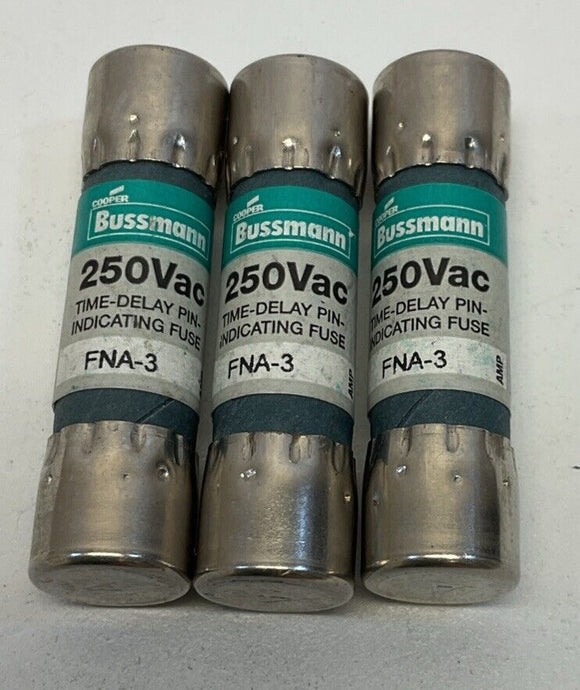 COOPER
Bussmann
250Vac
TIME-DELAY PIN-
INDICATING FUSE
FNA-3
COOPER
Bussmann
250Vac
TIME-DELAY PIN-
INDICATING FUSE
FNA-3
AMP
COOPER
Bussmann
250Vac
TIME-DELAY PIN-
INDICATING FUSE
FNA-3
AMP